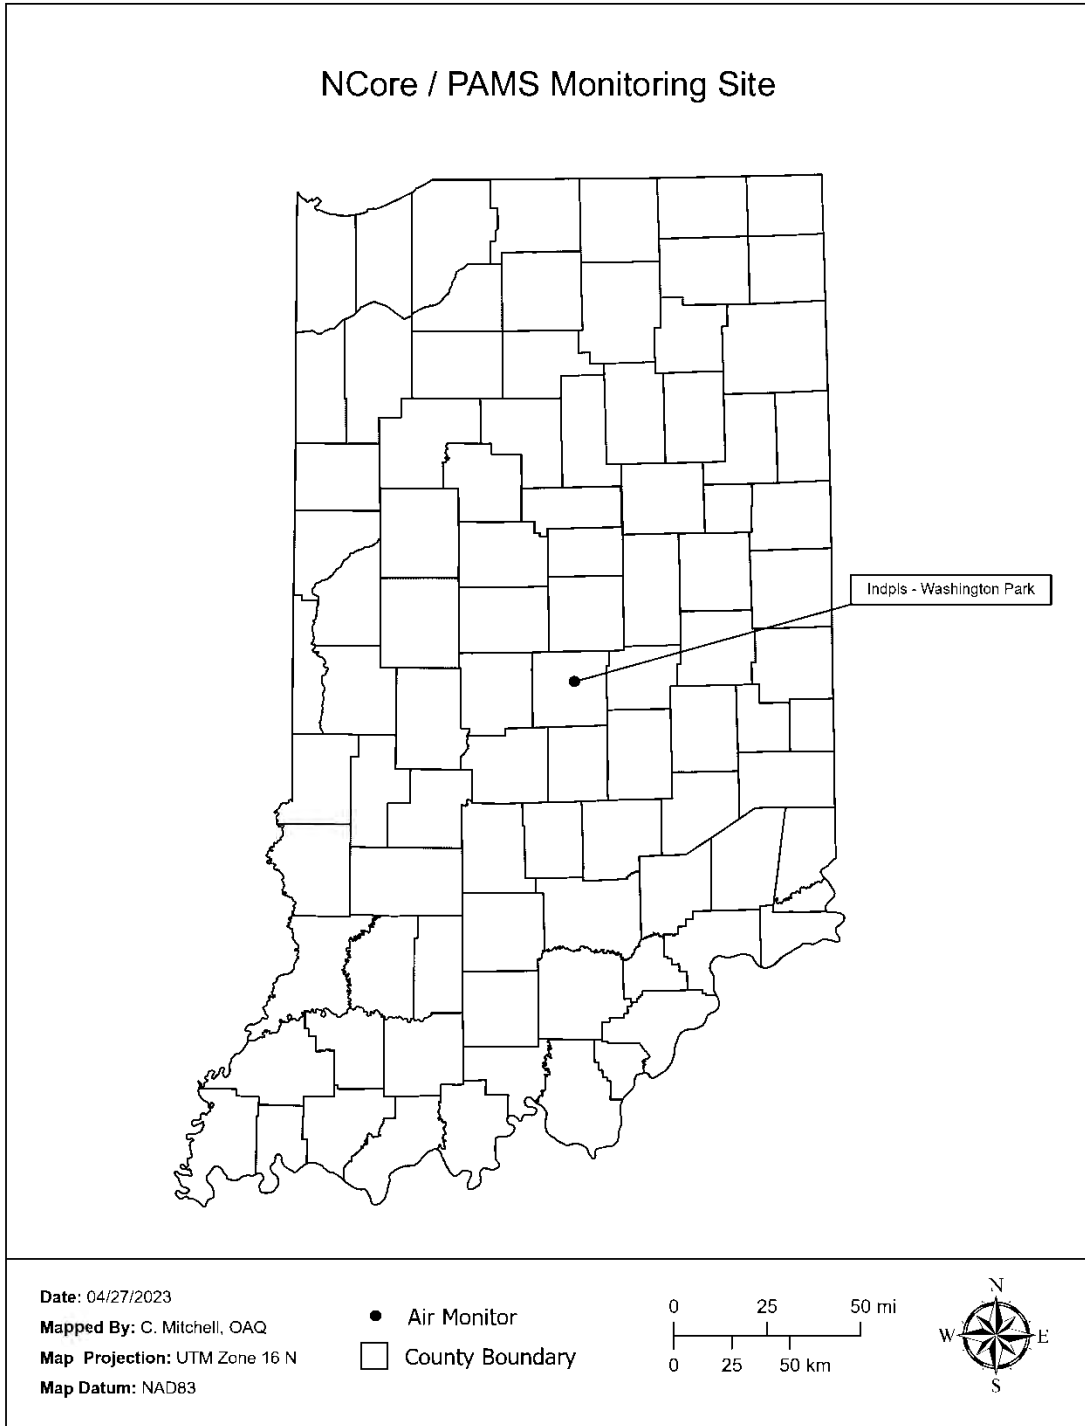 NCore / PAMS Monitoring Site
Indpls - Washington Park
Date: 04/27/2023
Mapped By: C. Mitchell, OAQ
Map Projection: UTM Zone 16 N
Map Datum: NAD83
Air Monitor
County Boundary
0 25 50 mi
0 25 50 km
N
W E
S